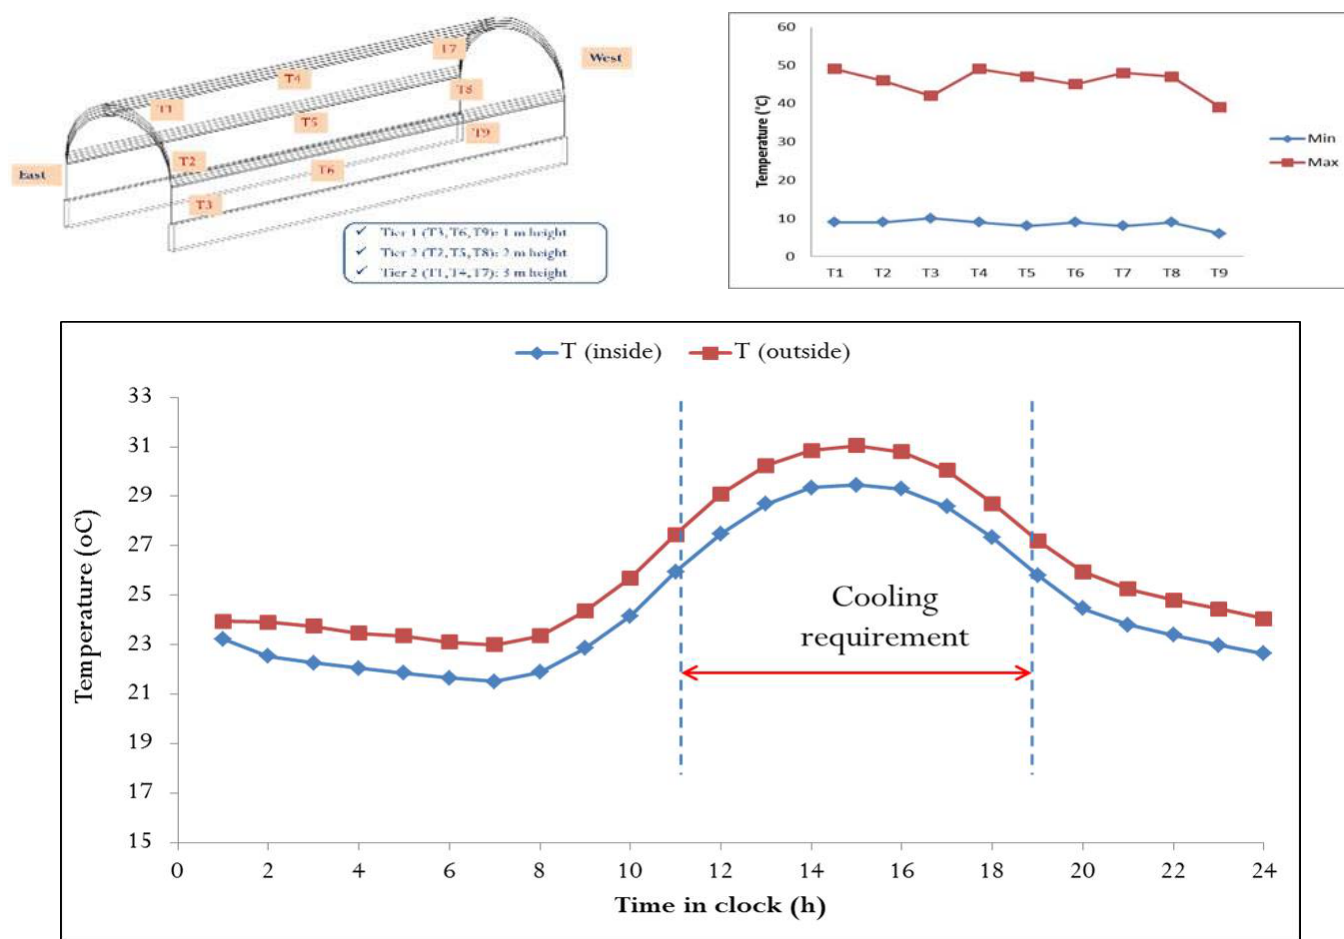 T7
West
T4
T1
T8
T5
T9
T2
East
T6
T3
✓ Tier 1 (T3, T6, T9): 1 m height
✓ Tier 2 (T2, T5, T8): 2 m height
✓ Tier 2 (T1, T4, T7): 3 m height
60
50
40
30
20
10
0
Temperature (°C)
T1 T2 T3 T4 T5 T6 T7 T8 T9
Min
Max
T (inside) T (outside)
33
31
29
27
25
23
21
19
17
15
Temperature (oC)
Cooling
requirement
0 2 4 6 8 10 12 14 16 18 20 22 24
Time in clock (h)